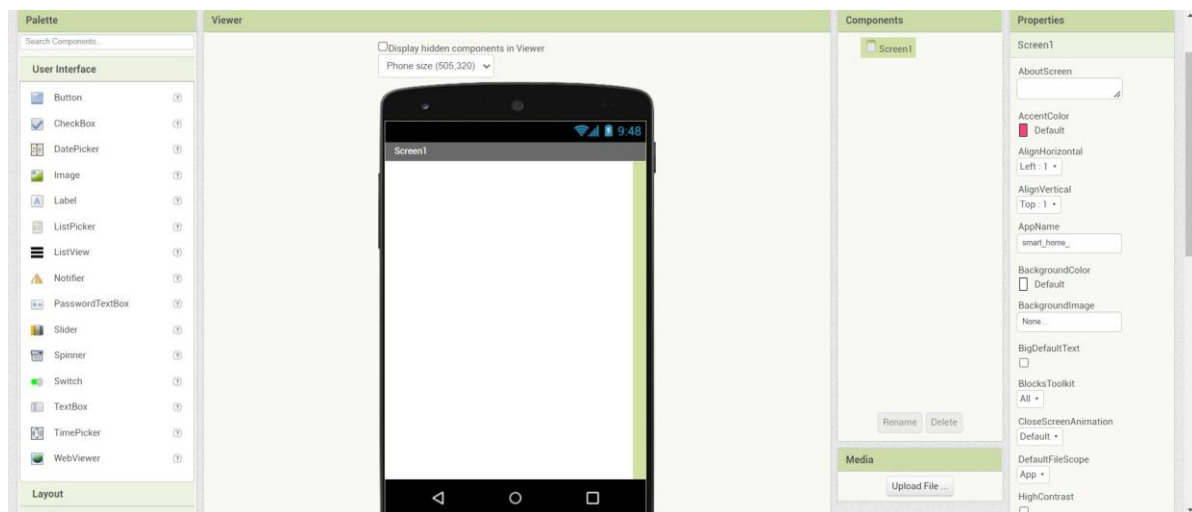 Palette
Search Components...
User Interface
Button
CheckBox
DatePicker
Image
Label
ListPicker
ListView
Notifier
PasswordTextBox
Slider
Spinner
Switch
TextBox
TimePicker
WebViewer
Layout
Viewer
Display hidden components in Viewer
Phone size (505,320)
9:48
Screen1
Components
Screen1
Rename Delete
Media
Upload File ...
Properties
Screen1
AboutScreen
AccentColor
Default
AlignHorizontal
Left : 1
AlignVertical
Top : 1
AppName
smart_home_
BackgroundColor
Default
BackgroundImage
None...
BigDefaultText
BlocksToolkit
All
CloseScreenAnimation
Default
DefaultFileScope
App
HighContrast